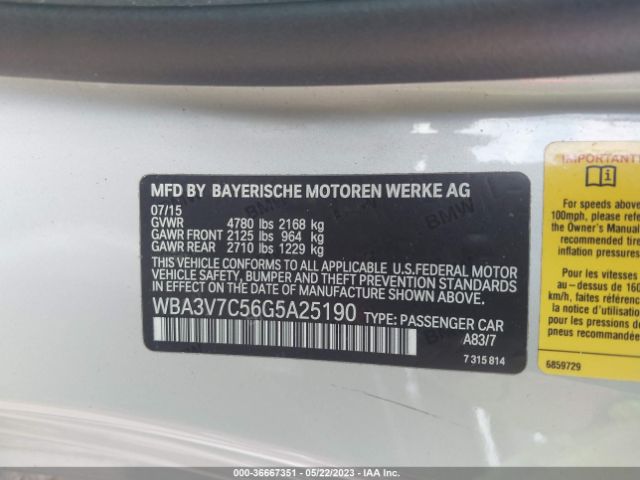 MFD BY BAYERISCHE MOTOREN WERKE AG
07/15
GVWR 4780 lbs 2168 kg
GAWR FRONT 2125 lbs 964 kg
GAWR REAR 2710 lbs 1229 kg
THIS VEHICLE CONFORMS TO ALL APPLICABLE U.S.FEDERAL MOTOR
VEHICLE SAFETY, BUMPER AND THEFT PREVENTION STANDARDS
IN EFFECT ON THE DATE OF MANUFACTURE SHOWN ABOVE.
WBA3V7C56G5A25190 TYPE: PASSENGER CAR
A83/7
7 315 814
IMPORTANT
For speeds above
100mph, please refe
the Owner's Manual
recommended tire
inflation pressures
Pour les vitesses
au-dessus de 160
km/h, faites référence
la notice d'utilisation
pour les pressions de
pneus recommandées
6859729
000-36667351 - 05/22/2023 - IAA Inc.